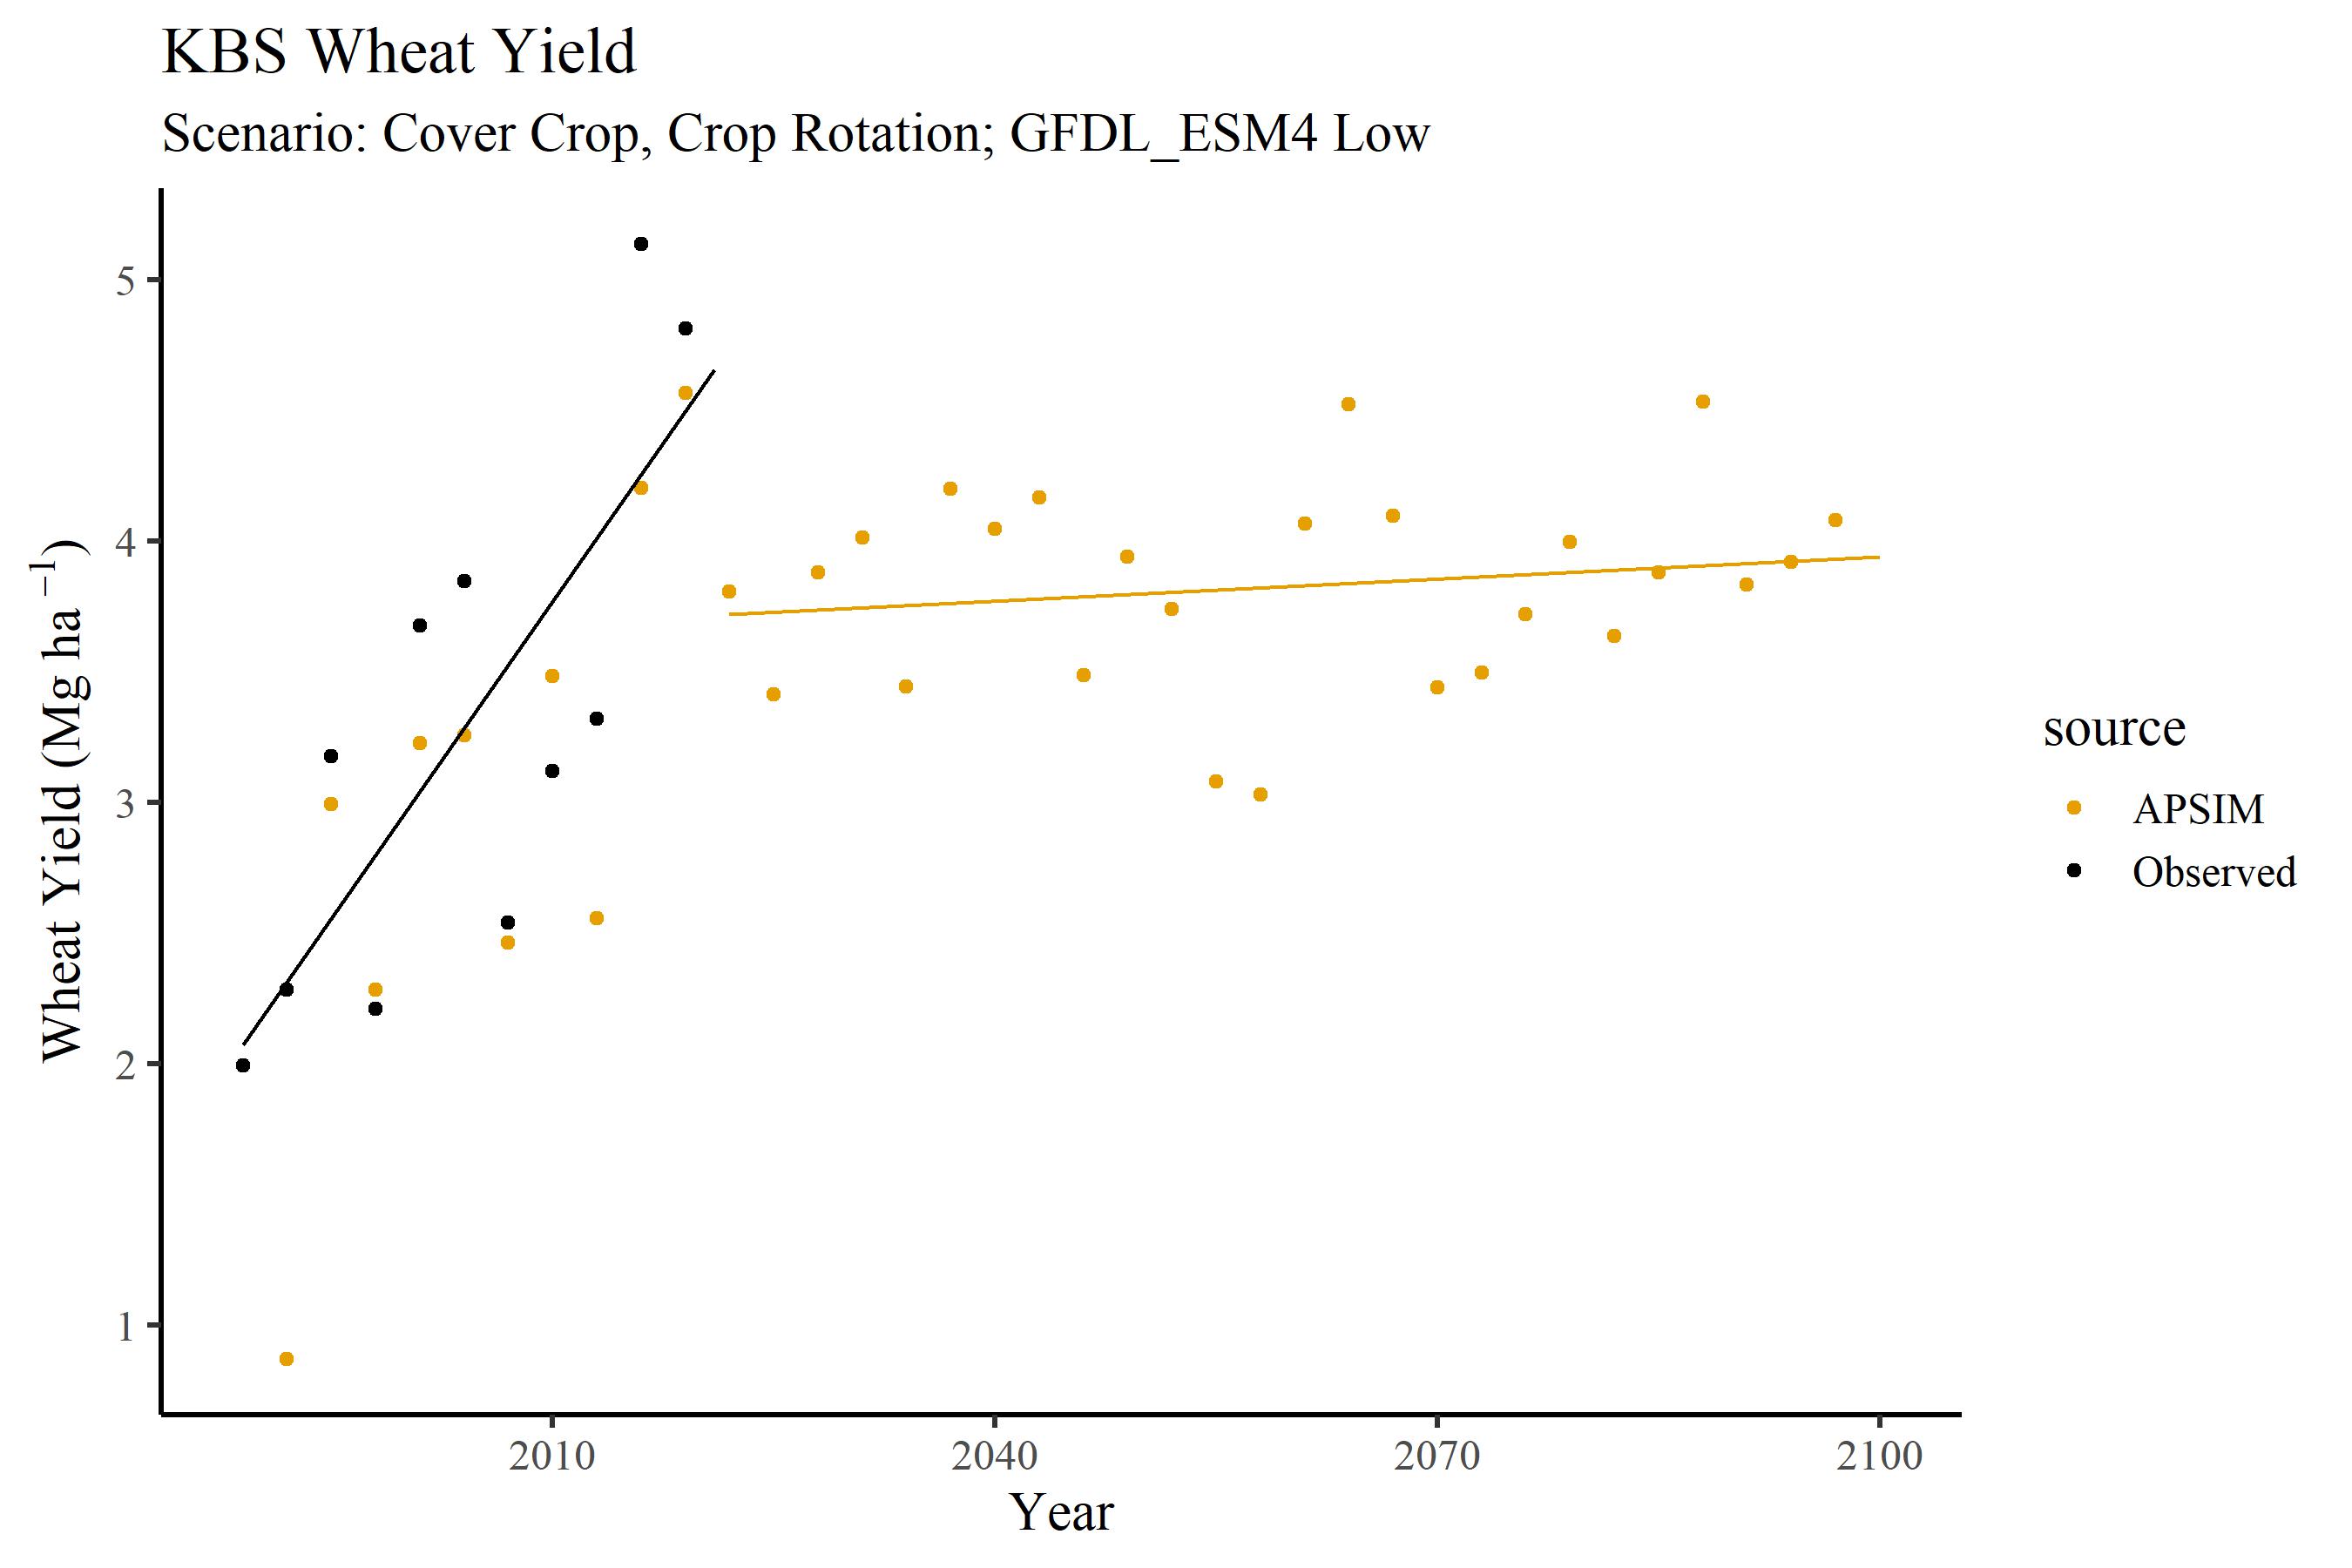 KBS Wheat Yield
Scenario: Cover Crop, Crop Rotation; GFDL_ESM4 Low
Wheat Yield (Mg ha⁻¹)
5
4
3
2
1
2010 2040 2070 2100
Year
source
APSIM
Observed